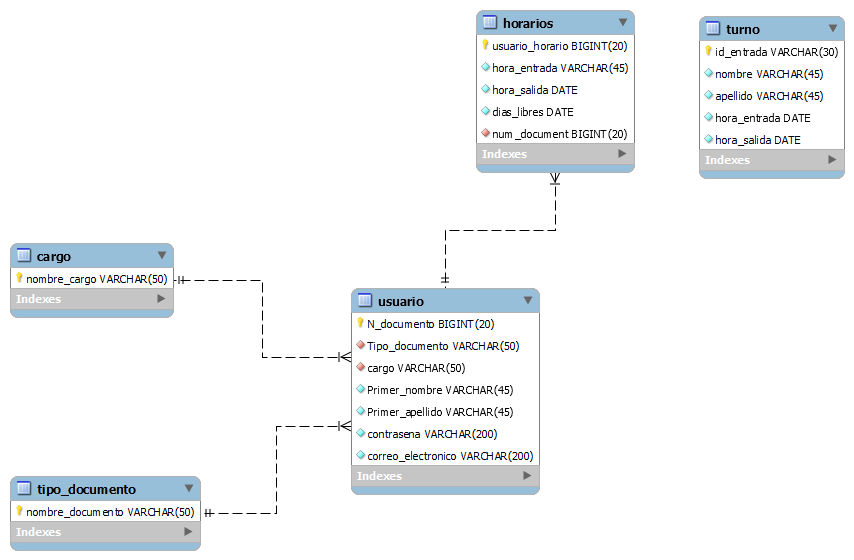 horarios
usuario_horario BIGINT(20)
hora_entrada VARCHAR(45)
hora_salida DATE
dias_libres DATE
num_document BIGINT(20)
Indexes
turno
id_entrada VARCHAR(30)
nombre VARCHAR(45)
apellido VARCHAR(45)
hora_entrada DATE
hora_salida DATE
Indexes
cargo
nombre_cargo VARCHAR(50)
Indexes
usuario
N_documento BIGINT(20)
Tipo_documento VARCHAR(50)
cargo VARCHAR(50)
Primer_nombre VARCHAR(45)
Primer_apellido VARCHAR(45)
contrasena VARCHAR(200)
correo_electronico VARCHAR(200)
Indexes
tipo_documento
nombre_documento VARCHAR(50)
Indexes